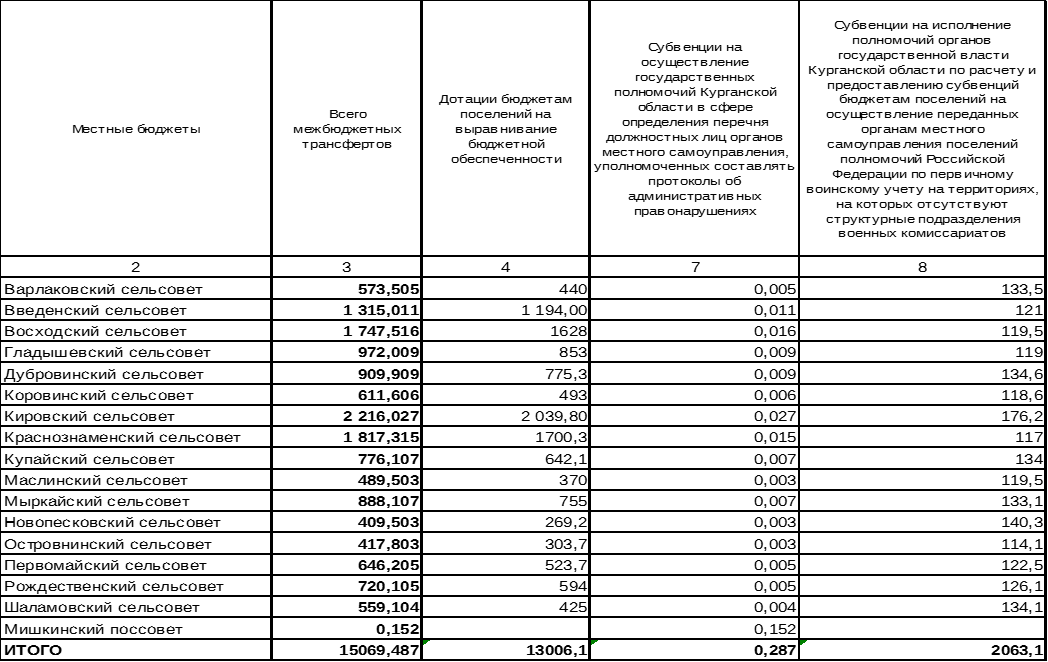 Местные бюджеты
Всего
межбюджетных
трансфертов
Дотации бюджетам
поселений на
выравнивание
бюджетной
обеспеченности
Субвенции на
осуществление
государственных
полномочий Курганской
области в сфере
определения перечня
должностных лиц органов
местного самоуправления,
уполномоченных составлять
протоколы об
административных
правонарушениях
Субвенции на исполнение
полномочий органов
государственной власти
Курганской области по расчету и
предоставлению субвенций
бюджетам поселений на
осуществление переданных
органам местного
самоуправления поселений
полномочий Российской
Федерации по первичному
воинскому учету на территориях,
на которых отсутствуют
структурные подразделения
военных комиссариатов
2 3 4 7 8
Варлаковский сельсовет 573,505 440 0,005 133,5
Введенский сельсовет 1 315,011 1 194,00 0,011 121
Восходский сельсовет 1 747,516 1628 0,016 119,5
Гладышевский сельсовет 972,009 853 0,009 119
Дубровинский сельсовет 909,909 775,3 0,009 134,6
Коровинский сельсовет 611,606 493 0,006 118,6
Кировский сельсовет 2 216,027 2 039,80 0,027 176,2
Краснознаменский сельсовет 1 817,315 1700,3 0,015 117
Купайский сельсовет 776,107 642,1 0,007 134
Маслинский сельсовет 489,503 370 0,003 119,5
Мыркайский сельсовет 888,107 755 0,007 133,1
Новопесковский сельсовет 409,503 269,2 0,003 140,3
Островнинский сельсовет 417,803 303,7 0,003 114,1
Первомайский сельсовет 646,205 523,7 0,005 122,5
Рождественский сельсовет 720,105 594 0,005 126,1
Шаламовский сельсовет 559,104 425 0,004 134,1
Мишкинский поссовет 0,152 0,152
ИТОГО 15069,487 13006,1 0,287 2063,1